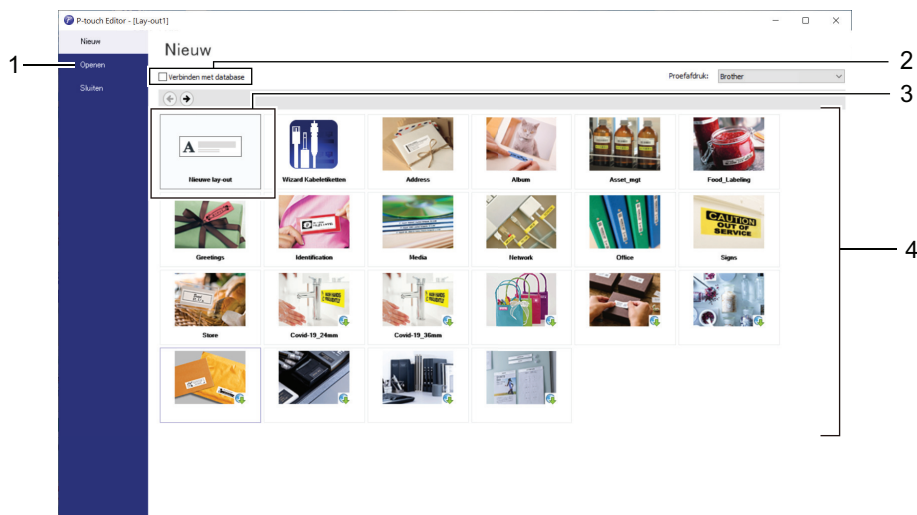 P-touch Editor - [Lay-out1]
Nieuw
Openen
Sluiten
Nieuw
Verbinden met database
Proefafdruk:
Brother
1
2
3
4
A
Nieuwe lay-out
Wizard Kabeletiketten
Address
Album
Asset_mgt
Food_Labeling
Greetings
Identification
Media
Network
Office
CAUTION
OUT OF
SERVICE
Signs
Store
Covid-19_24mm
Covid-19_36mm